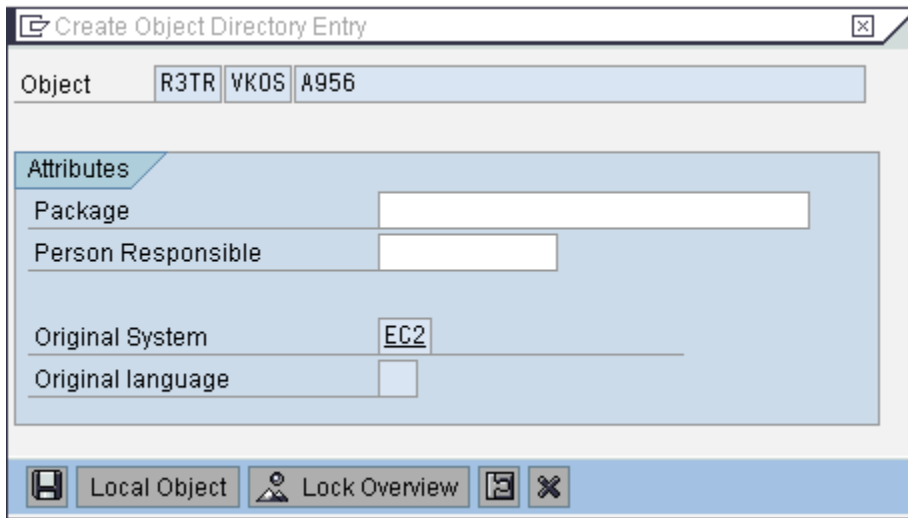 Create Object Directory Entry
Object R3TR VKOS A956
Attributes
Package
Person Responsible
Original System EC2
Original language
Local Object Lock Overview